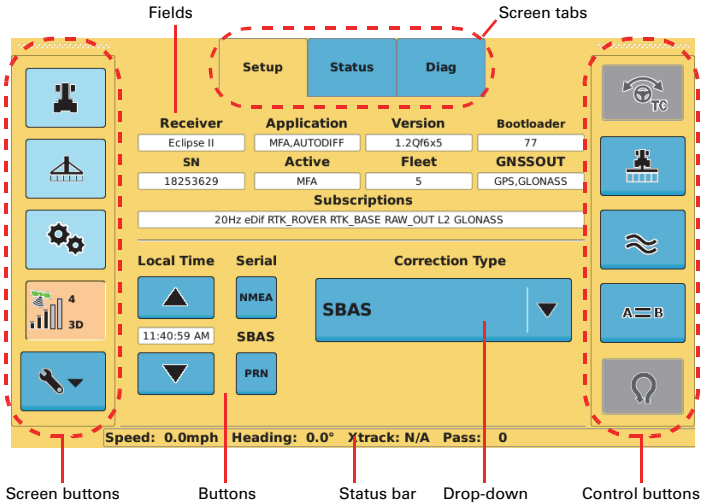 Fields
Screen tabs
Setup
Status
Diag
TC
Receiver
Application
Version
Bootloader
Eclipse II
MFA,AUTODIFF
1.2Qf6x5
77
SN
Active
Fleet
GNSSOUT
18253629
MFA
5
GPS,GLONASS
Subscriptions
20Hz eDif RTK_ROVER RTK_BASE RAW_OUT L2 GLONASS
Local Time
Serial
Correction Type
NMEA
SBAS
4
3D
11:40:59 AM
SBAS
A=B
PRN
Speed: 0.0mph Heading: 0.0° Xtrack: N/A Pass: 0
Screen buttons
Buttons
Status bar
Drop-down
Control buttons